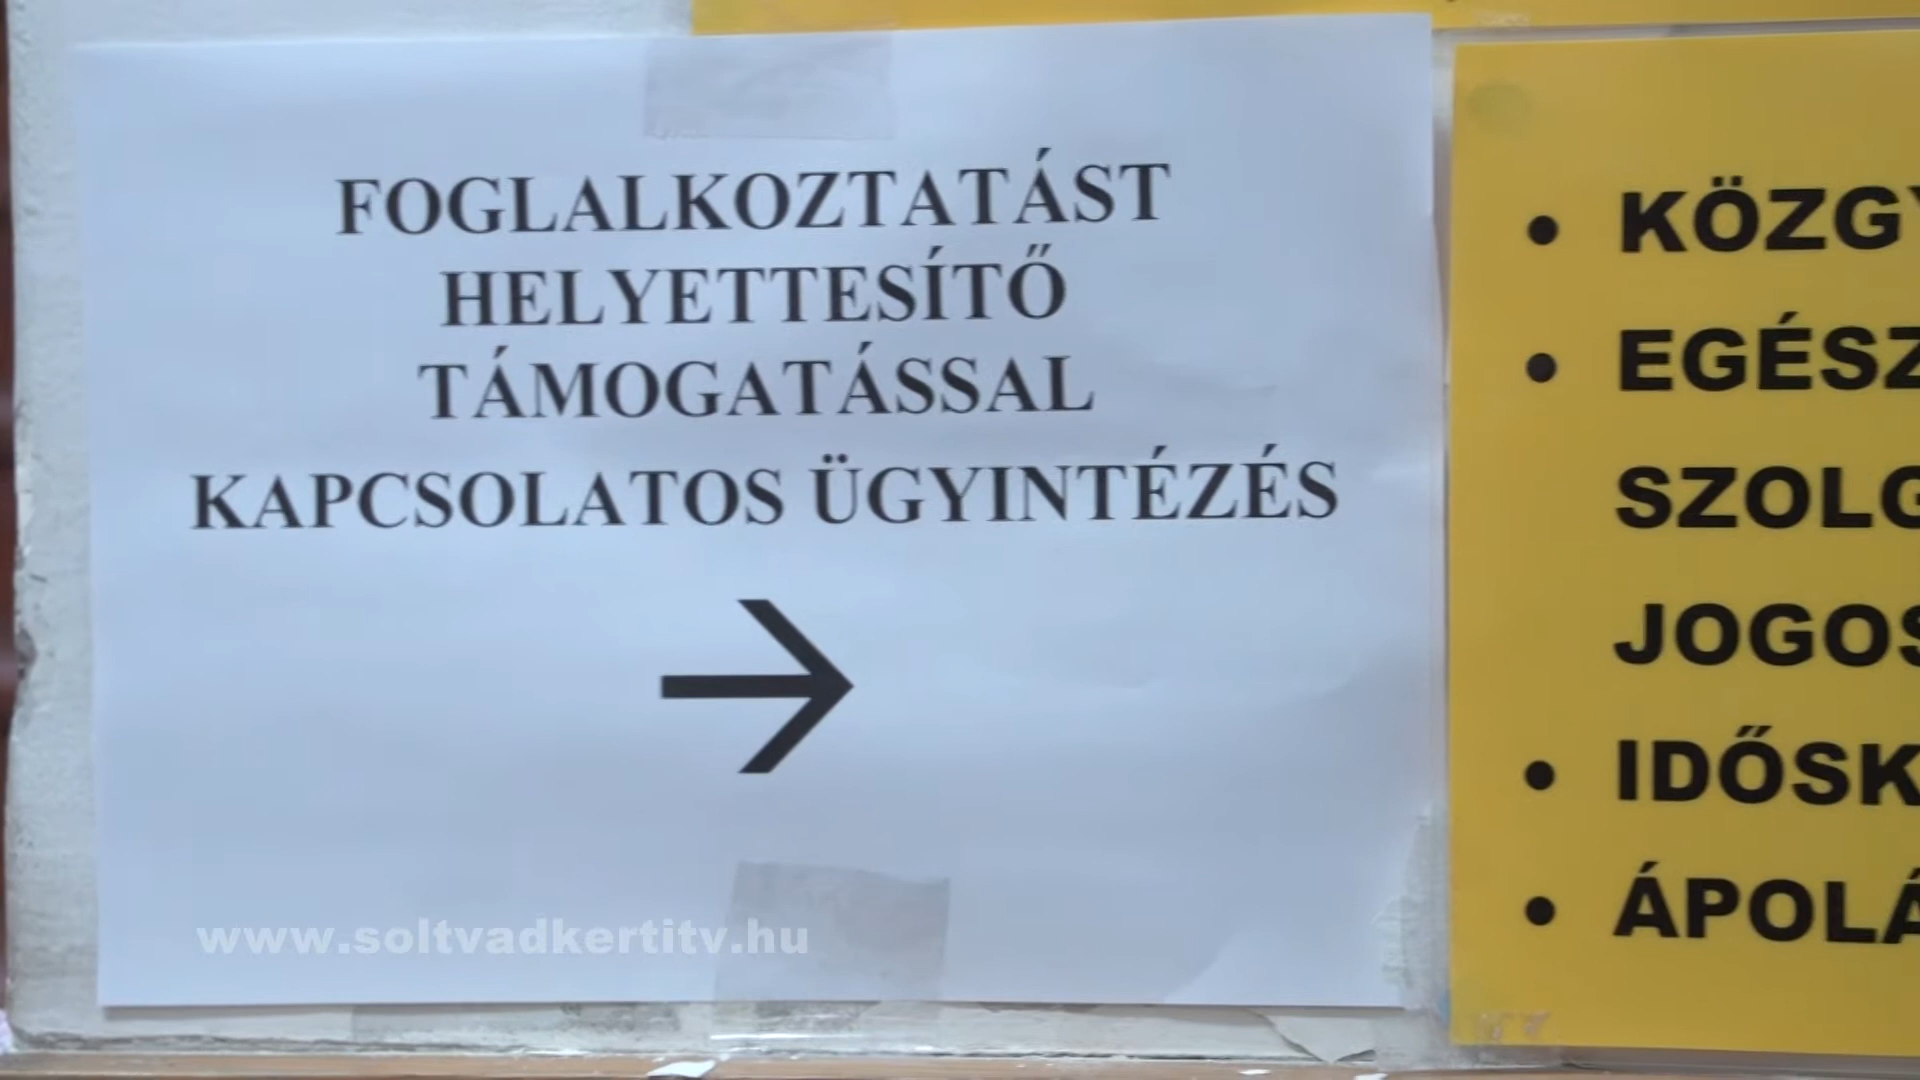 FOGLALKOZTATÁST
HELYETTESÍTŐ
TÁMOGATÁSSAL
KAPCSOLATOS ÜGYINTÉZÉS
→
www.soltvadkertitv.hu
• KÖZGY
• EGÉSZ
SZOLG
JOGOS
• IDŐSK
• ÁPOLÁ